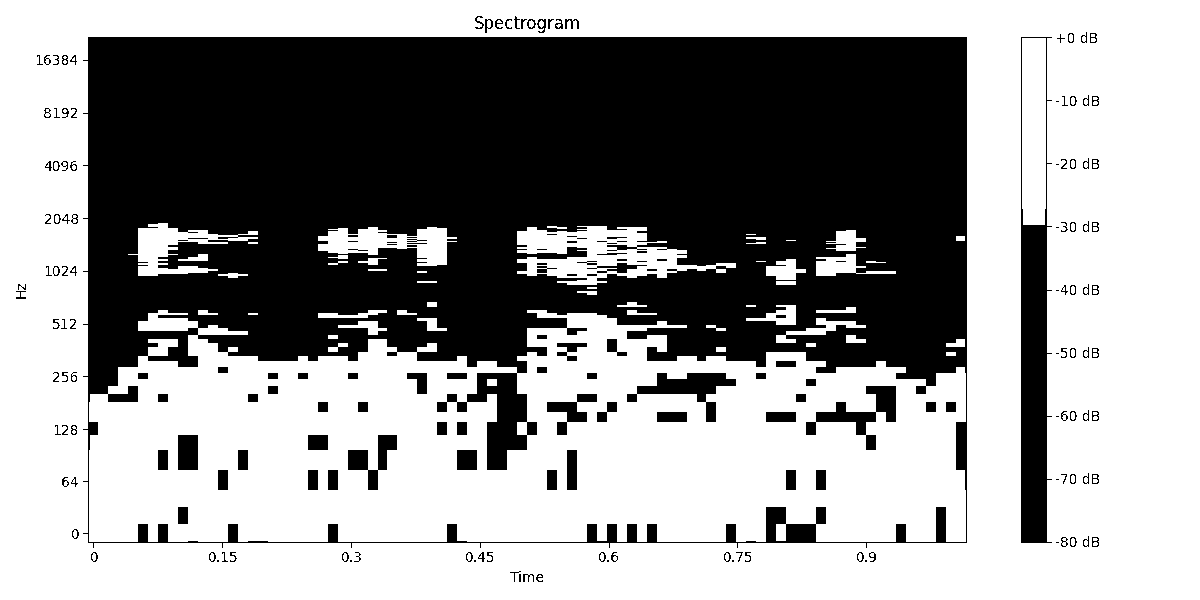 Spectrogram
16384
8192
4096
2048
1024
512
256
128
64
0
Hz
0
0.15
0.3
0.45
0.6
0.75
0.9
Time
+0 dB
-10 dB
-20 dB
-30 dB
-40 dB
-50 dB
-60 dB
-70 dB
-80 dB